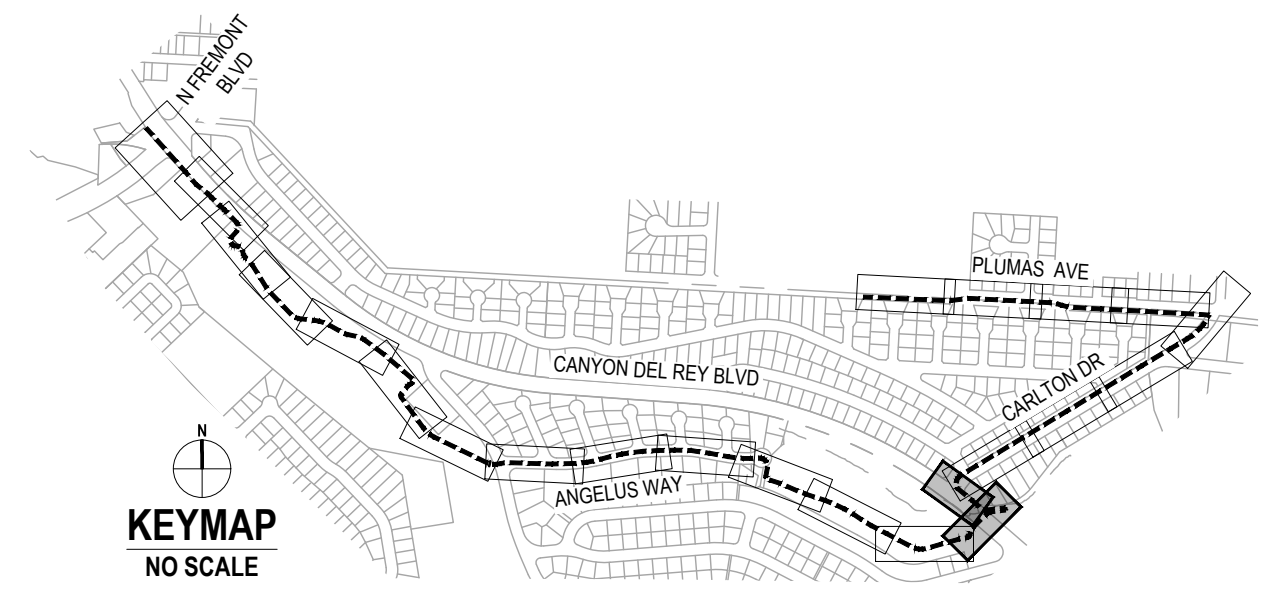 N FREMONT
BLVD
PLUMAS AVE
CANYON DEL REY BLVD
CARLTON DR
ANGELUS WAY
N
KEYMAP
NO SCALE